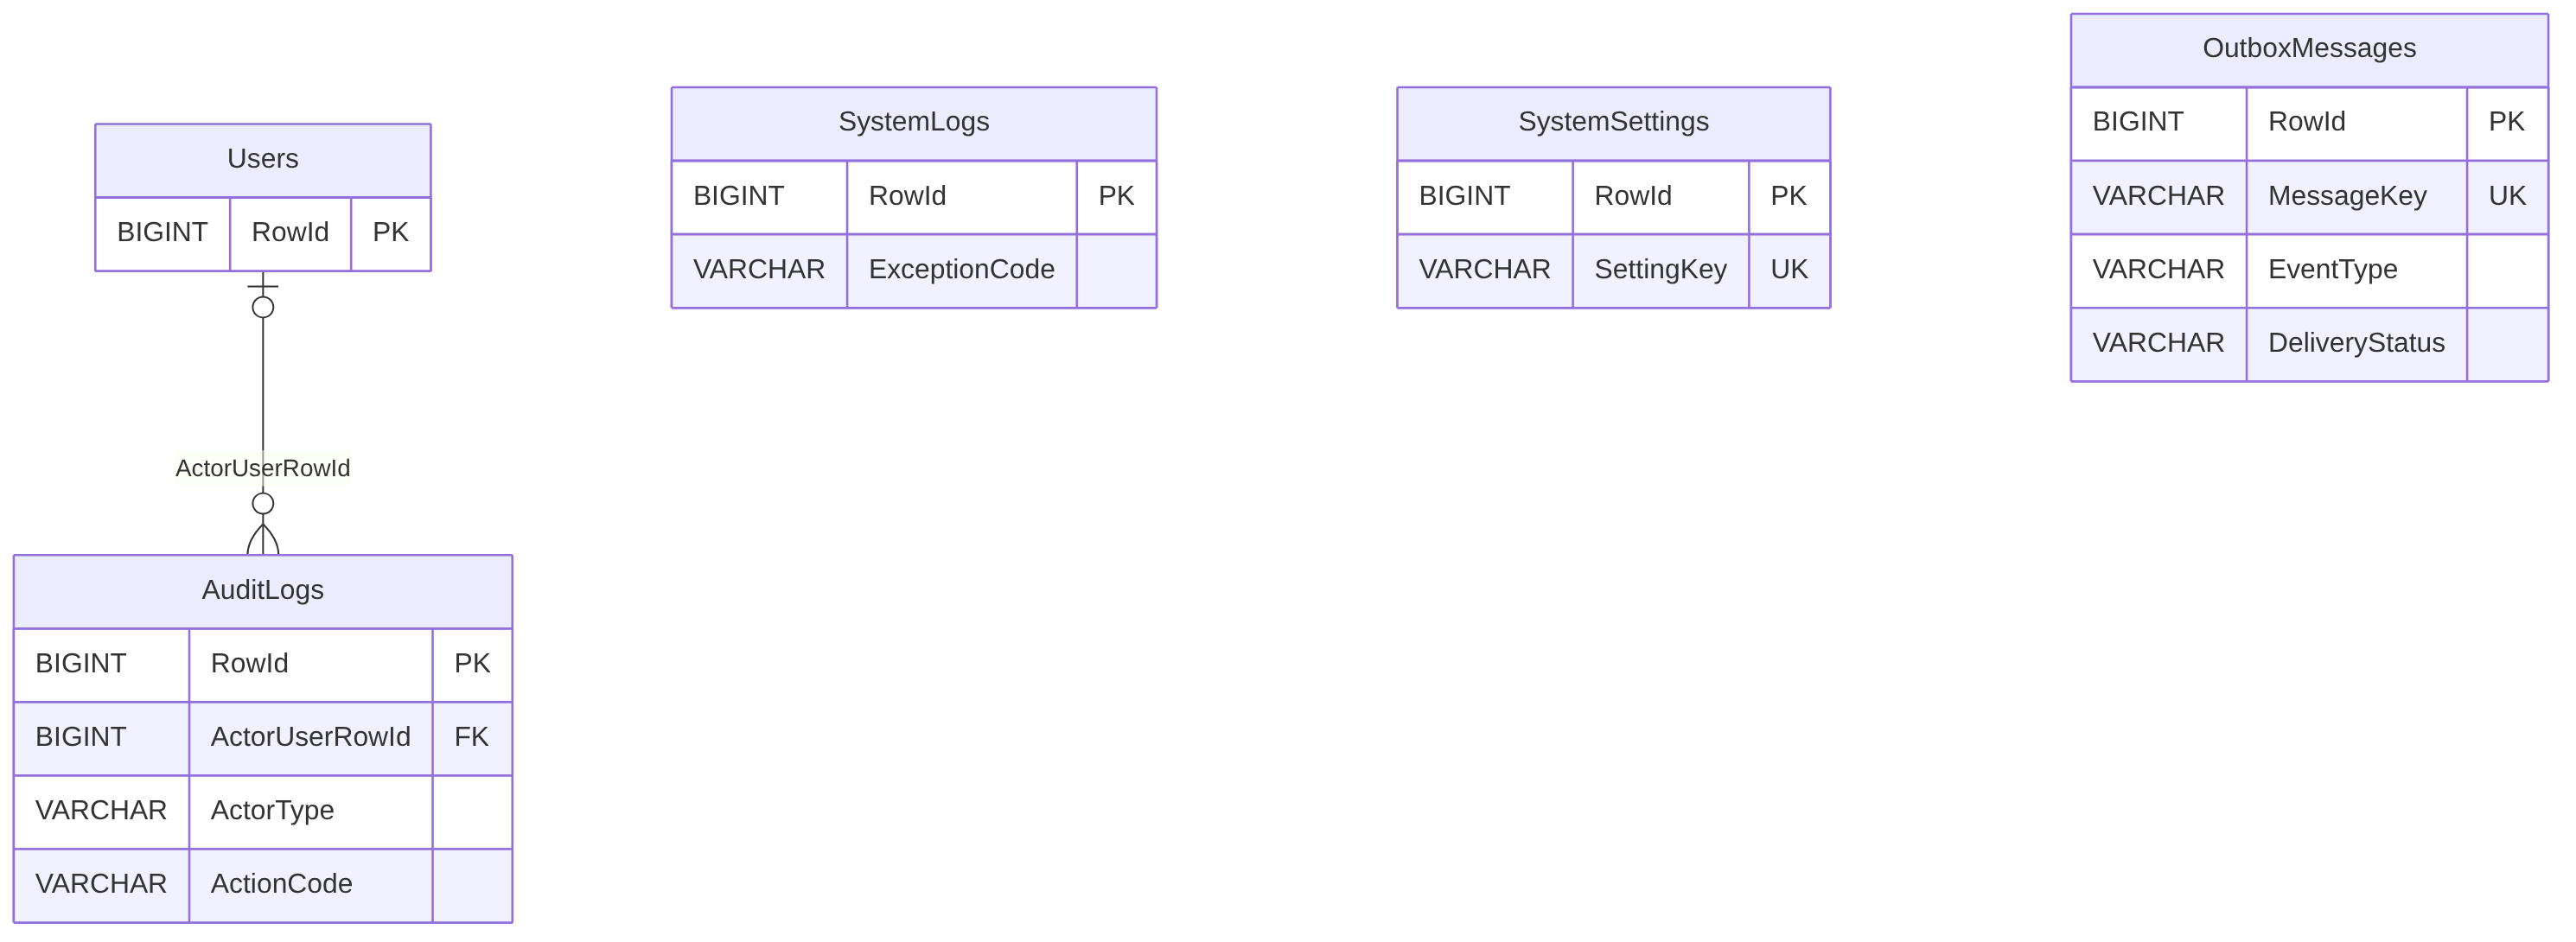 Users
BIGINT RowId PK
ActorUserRowId
AuditLogs
BIGINT RowId PK
BIGINT ActorUserRowId FK
VARCHAR ActorType
VARCHAR ActionCode
SystemLogs
BIGINT RowId PK
VARCHAR ExceptionCode
SystemSettings
BIGINT RowId PK
VARCHAR SettingKey UK
OutboxMessages
BIGINT RowId PK
VARCHAR MessageKey UK
VARCHAR EventType
VARCHAR DeliveryStatus